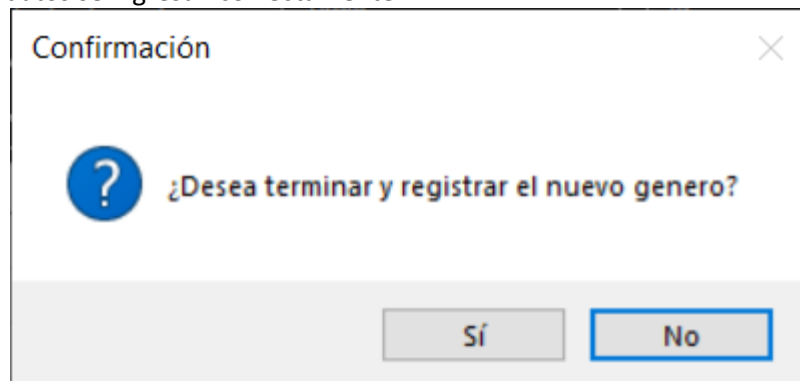 Confirmación
¿Desea terminar y registrar el nuevo genero?
Sí
No